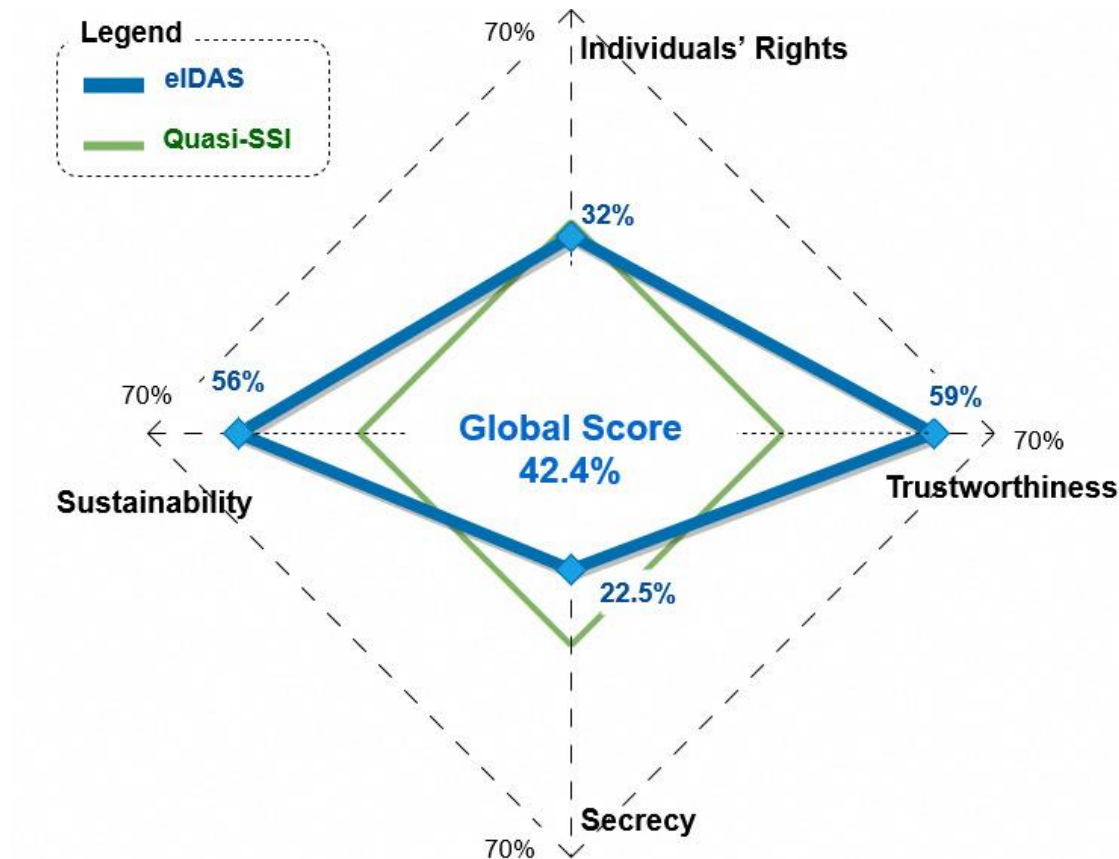 Legend
eIDAS
Quasi-SSI
70%
Individuals' Rights
32%
56%
59%
70%
70%
Global Score
42.4%
Sustainability
Trustworthiness
22.5%
Secrecy
70%